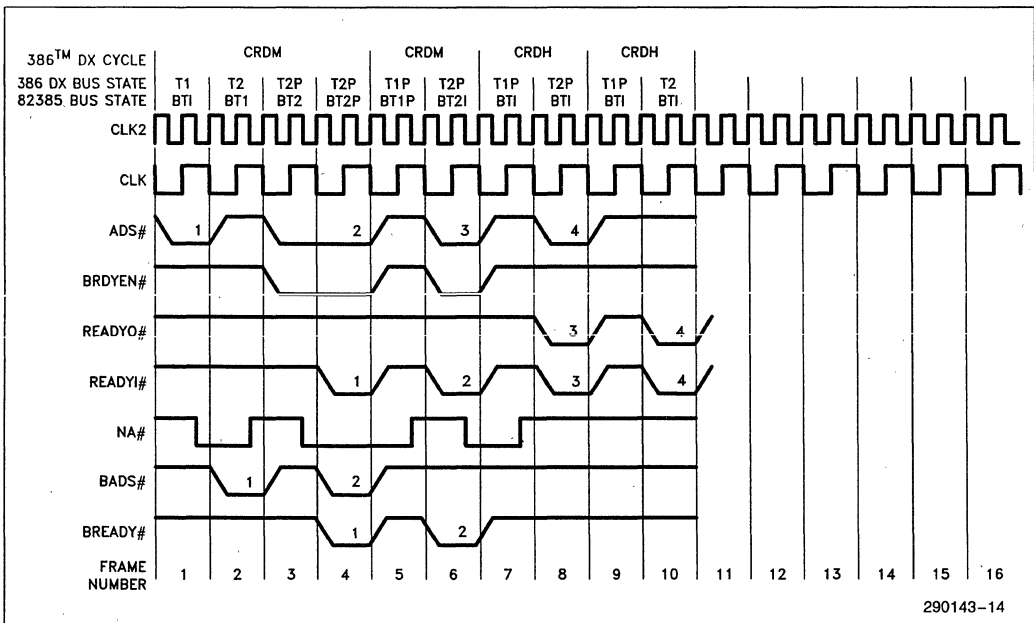 386TM DX CYCLE CRDM CRDM CRDH CRDH
386 DX BUS STATE T1 T2 T2P T2P T1P T2P T1P T2P T1P T2
82385 BUS STATE BTI BT1 BT2 BT2P BT1P BT2I BTI BTI BTI BTI
CLK2
CLK
ADS# 1 2 3 4
BRDYEN#
READYO# 3 4
READYI# 1 2 3 4
NA#
BADS# 1 2
BREADY# 1 2
FRAME
NUMBER 1 2 3 4 5 6 7 8 9 10 11 12 13 14 15 16
290143-14